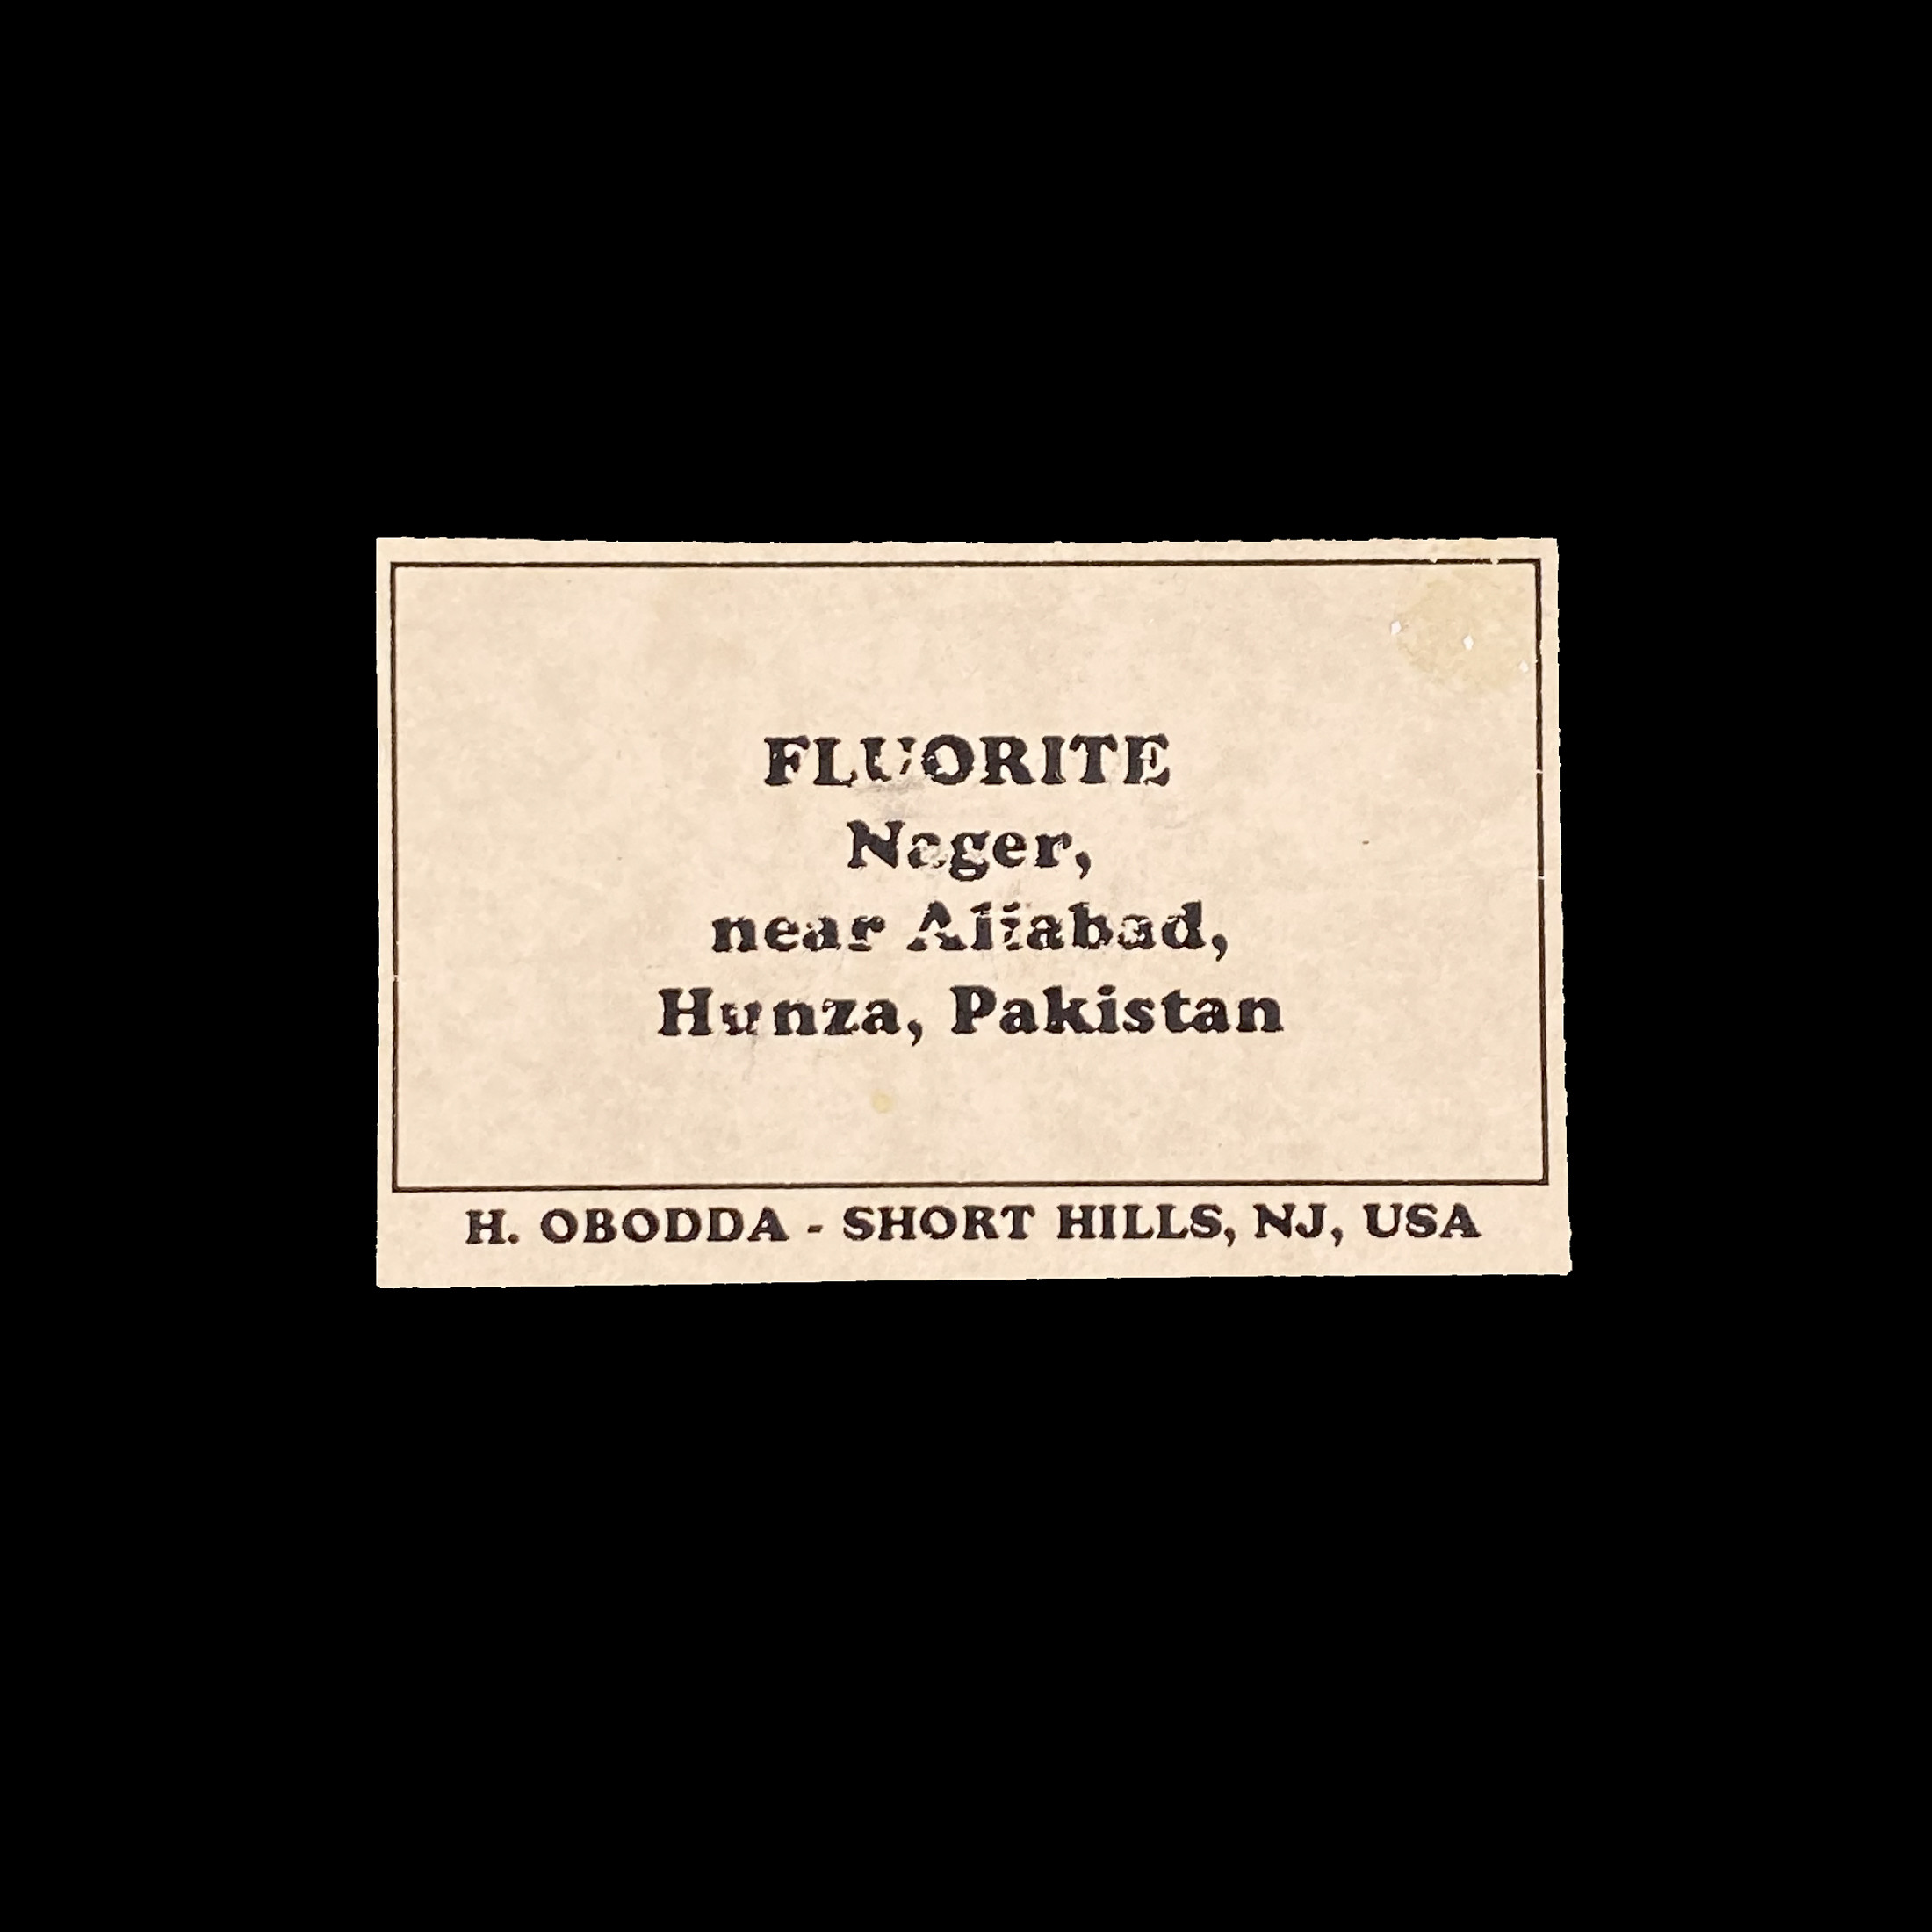 FLUORITE
Nager,
near Aliabad,
Hunza, Pakistan
H. OBODDA - SHORT HILLS, NJ, USA